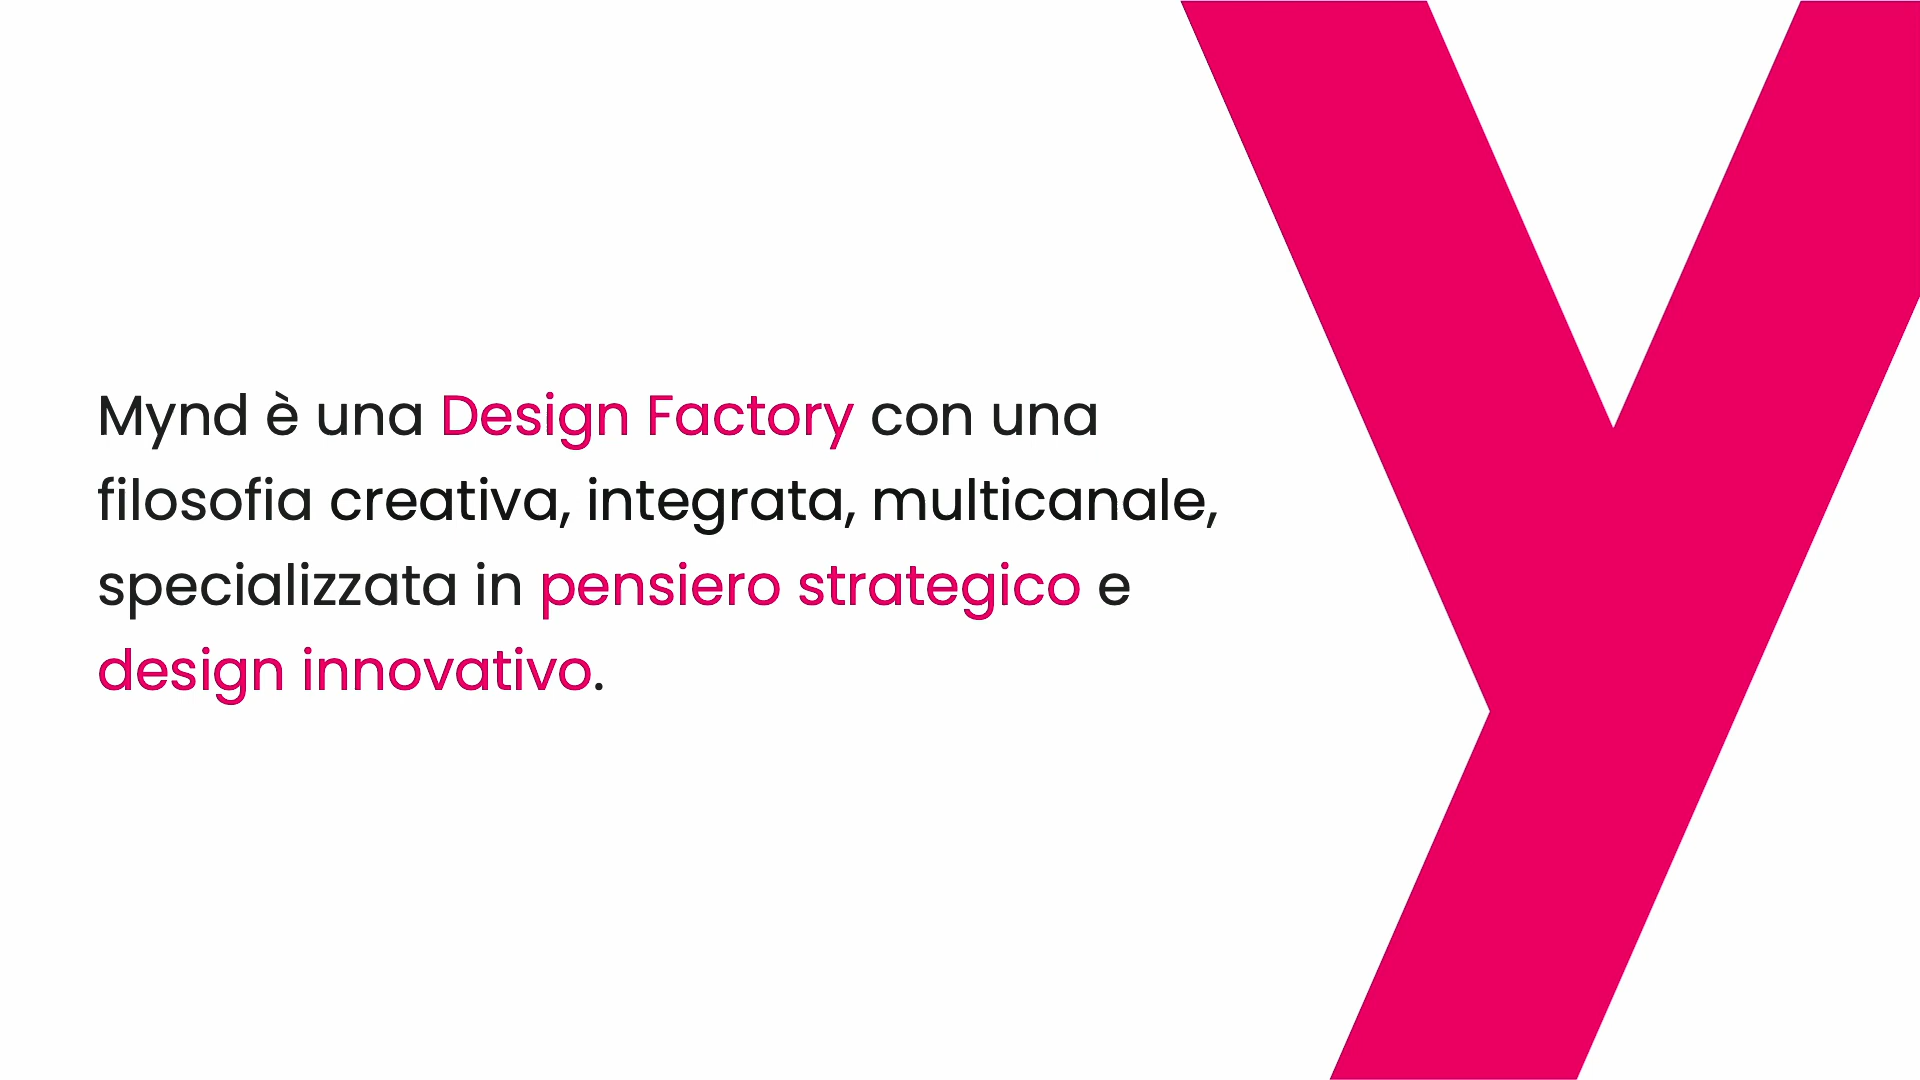 Mynd è una Design Factory con una
filosofia creativa, integrata, multicanale,
specializzata in pensiero strategico e
design innovativo.
y